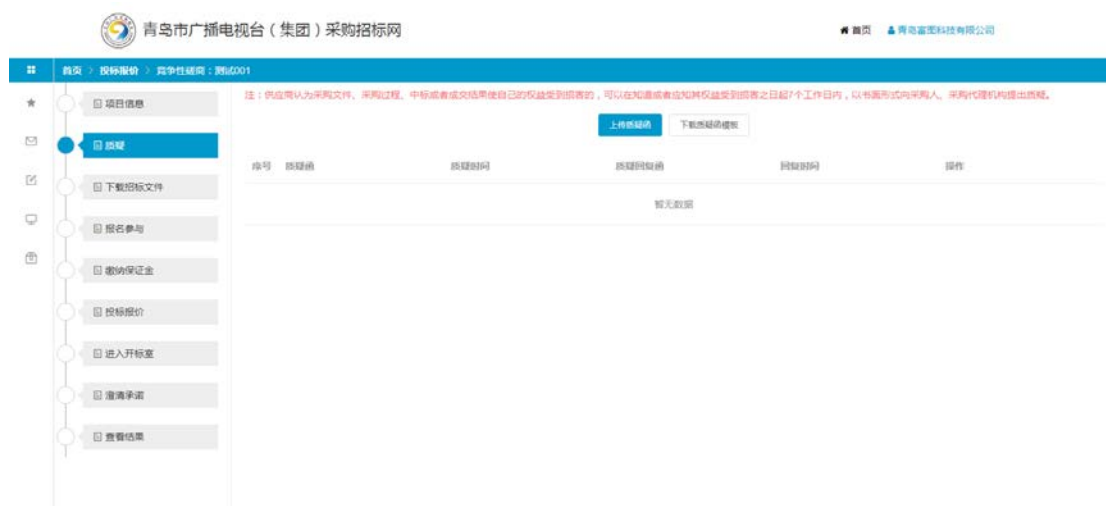 青岛市广播电视台（集团）采购招标网
首页 青岛富图科技有限公司
首页 > 投标报价 > 竞争性磋商：测试001
注：供应商认为采购文件、采购过程、中标或者成交结果使自己的权益受到损害的，可以在知道或者应知其权益受到损害之日起7个工作日内，以书面形式向采购人、采购代理机构提出质疑。
上传质疑函 下载质疑函模板
序号 质疑函 质疑时间 质疑回复函 回复时间 操作
暂无数据
项目信息
质疑
下载招标文件
报名参与
缴纳保证金
投标报价
进入开标室
澄清承诺
查看结果